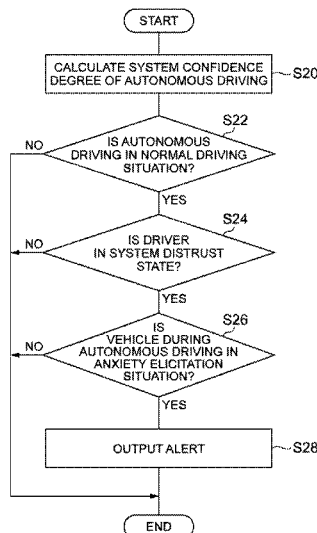 START
CALCULATE SYSTEM CONFIDENCE
DEGREE OF AUTONOMOUS DRIVING
S20
S22
IS AUTONOMOUS
DRIVING IN NORMAL DRIVING
SITUATION?
NO
YES
S24
IS DRIVER
IN SYSTEM DISTRUST
STATE?
NO
YES
S26
IS
VEHICLE DURING
AUTONOMOUS DRIVING IN
ANXIETY ELICITATION
SITUATION?
NO
YES
OUTPUT ALERT
S28
END